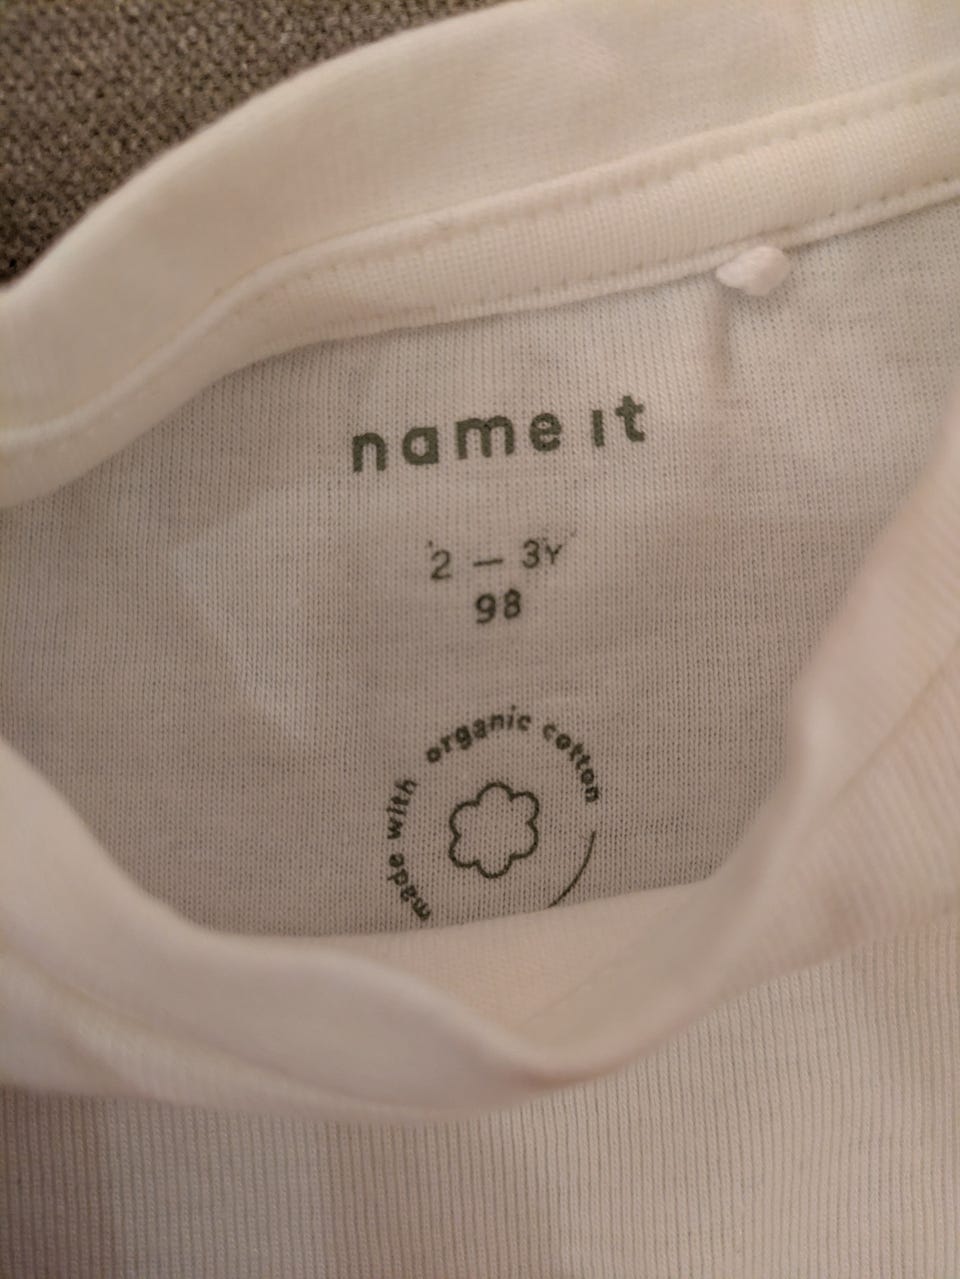 name it
2 – 3Y
98
made with organic cotton